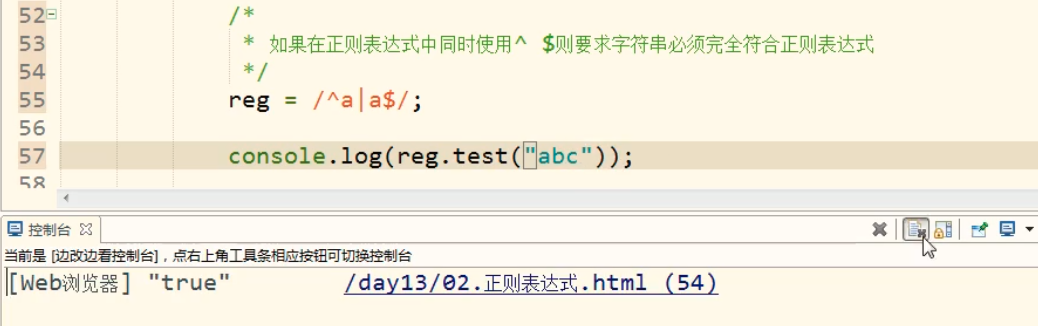 52 /*
53 * 如果在正则表达式中同时使用^ $则要求字符串必须完全符合正则表达式
54 */
55 reg = /^a|a$/;
56
57 console.log(reg.test("abc"));
58
控制台
当前是 [边改边看控制台]，点右上角工具条相应按钮可切换控制台
[Web浏览器] "true" /day13/02.正则表达式.html (54)